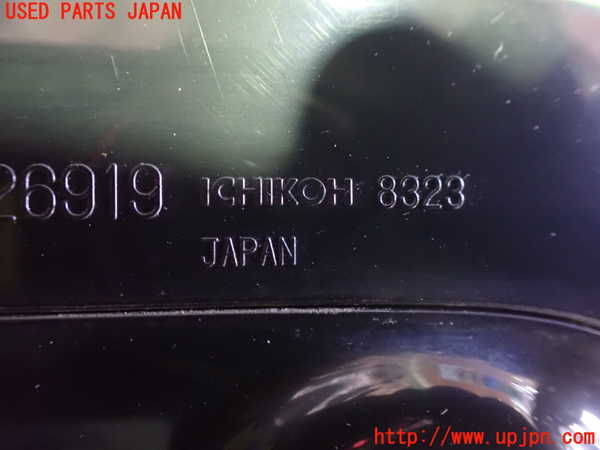 USED PARTS JAPAN
26919 ICHIKOH 8323
JAPAN
http://www.upjpn.com/